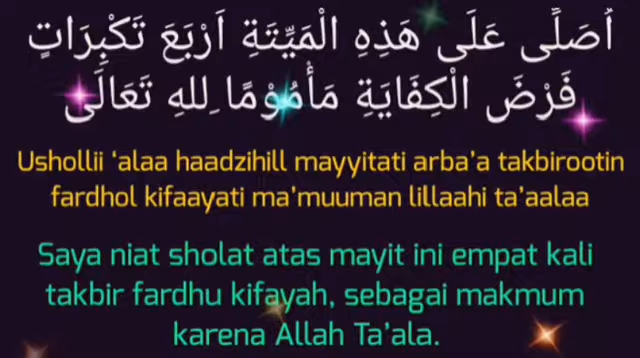 اُصَلِّى عَلَى هَذِهِ الْمَيِّتَةِ اَرْبَعَ تَكْبِرَاتٍ
فَرْضَ الْكِفَايَةِ مَأْمُوْمًا لِلهِ تَعَالَى
Ushollii ‘alaa haadzihill mayyitati arba’a takbirootin
fardhol kifaayati ma’muuman lillaahi ta’aalaa
Saya niat sholat atas mayit ini empat kali
takbir fardhu kifayah, sebagai makmum
karena Allah Ta’ala.